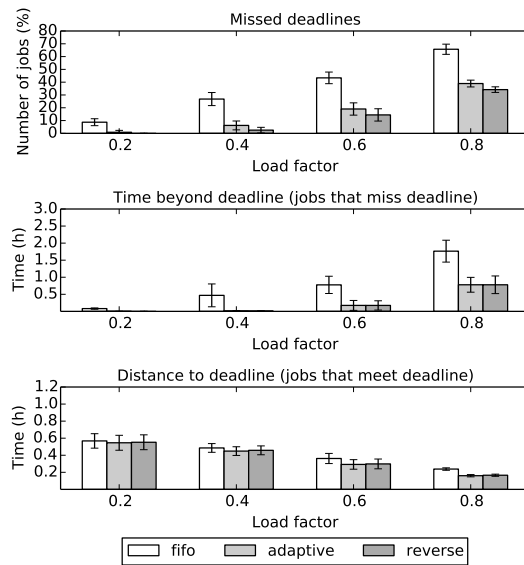 Missed deadlines
Number of jobs (%)
80
70
60
50
40
30
20
10
0
0.2 0.4 0.6 0.8
Load factor
Time beyond deadline (jobs that miss deadline)
Time (h)
3.0
2.5
2.0
1.5
1.0
0.5
0.2 0.4 0.6 0.8
Load factor
Distance to deadline (jobs that meet deadline)
Time (h)
1.2
1.0
0.8
0.6
0.4
0.2
0.2 0.4 0.6 0.8
Load factor
fifo adaptive reverse